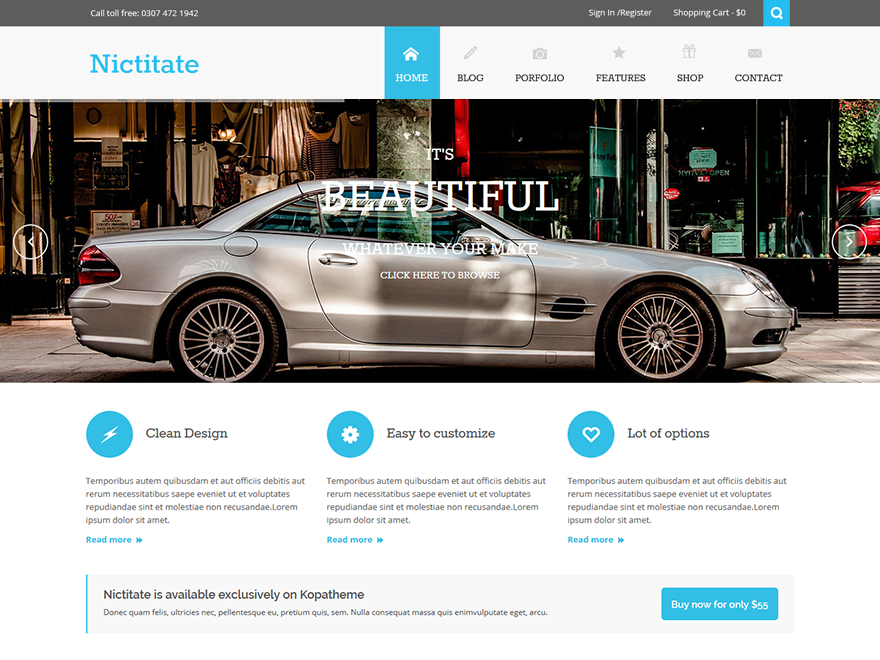 Call toll free: 0307 472 1942
Sign In /Register
Shopping Cart - $0
Nictitate
HOME
BLOG
PORFOLIO
FEATURES
SHOP
CONTACT
IT'S
BEAUTIFUL
WHATEVER YOUR MAKE
CLICK HERE TO BROWSE
50%
OPEN
Clean Design
Temporibus autem quibusdam et aut officiis debitis aut
rerum necessitatibus saepe eveniet ut et voluptates
repudiandae sint et molestiae non recusandae.Lorem
ipsum dolor sit amet.
Read more
Easy to customize
Temporibus autem quibusdam et aut officiis debitis aut
rerum necessitatibus saepe eveniet ut et voluptates
repudiandae sint et molestiae non recusandae.Lorem
ipsum dolor sit amet.
Read more
Lot of options
Temporibus autem quibusdam et aut officiis debitis aut
rerum necessitatibus saepe eveniet ut et voluptates
repudiandae sint et molestiae non recusandae.Lorem
ipsum dolor sit amet.
Read more
Nictitate is available exclusively on Kopatheme
Donec quam felis, ultricies nec, pellentesque eu, pretium quis, sem. Nulla consequat massa quis enimvulputate eget, arcu.
Buy now for only $55